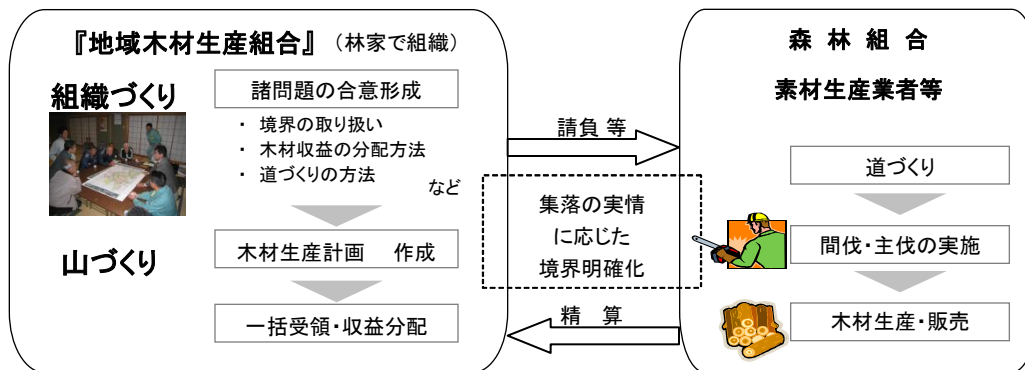 『地域木材生産組合』（林家で組織）
組織づくり
諸問題の合意形成
・ 境界の取り扱い
・ 木材収益の分配方法
・ 道づくりの方法
など
山づくり
木材生産計画　作成
一括受領・収益分配
請負 等
集落の実情
に応じた
境界明確化
精　算
森 林 組 合
素材生産業者等
道づくり
間伐・主伐の実施
木材生産・販売